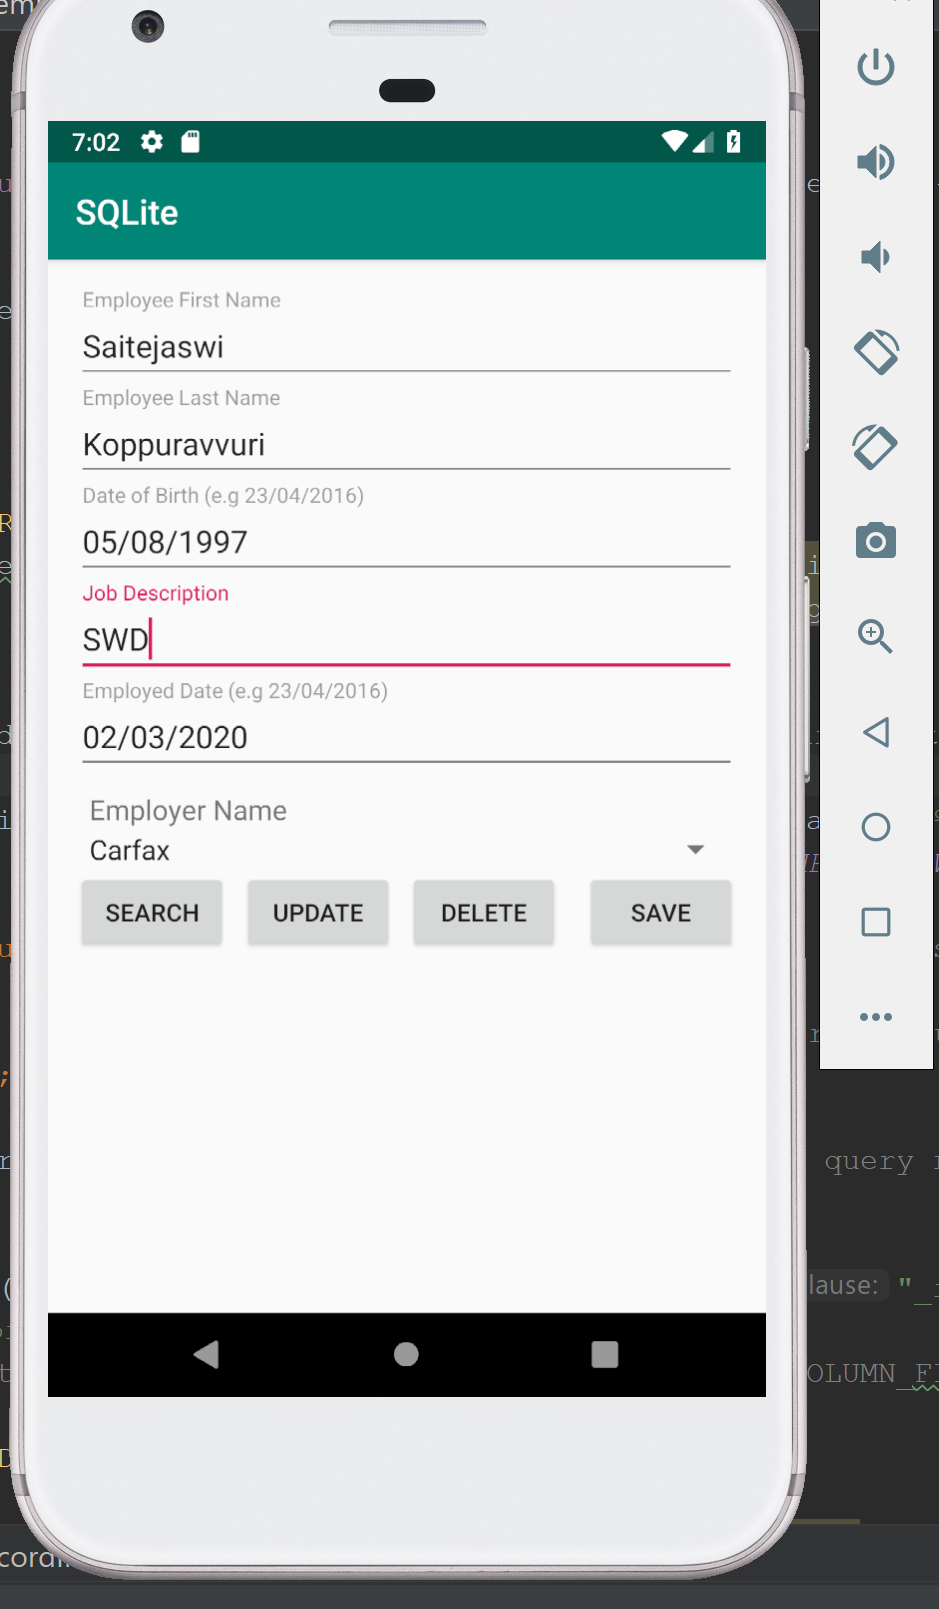 7:02
SQLite
Employee First Name
Saitejaswi
Employee Last Name
Koppuravvuri
Date of Birth (e.g 23/04/2016)
05/08/1997
Job Description
SWD
Employed Date (e.g 23/04/2016)
02/03/2020
Employer Name
Carfax
SEARCH UPDATE DELETE SAVE
query
lause: "_
OLUMN_F